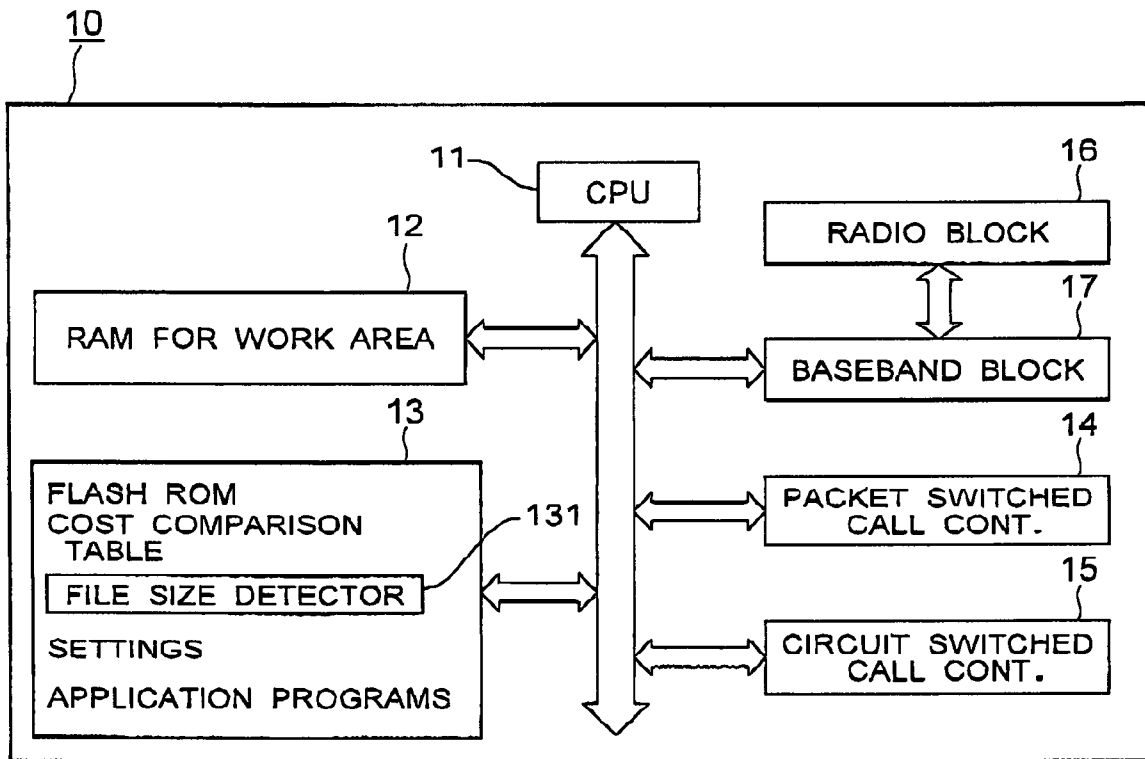 10
11
CPU
16
RADIO BLOCK
12
RAM FOR WORK AREA
17
BASEBAND BLOCK
13
FLASH ROM
COST COMPARISON
TABLE
131
FILE SIZE DETECTOR
SETTINGS
APPLICATION PROGRAMS
14
PACKET SWITCHED
CALL CONT.
15
CIRCUIT SWITCHED
CALL CONT.